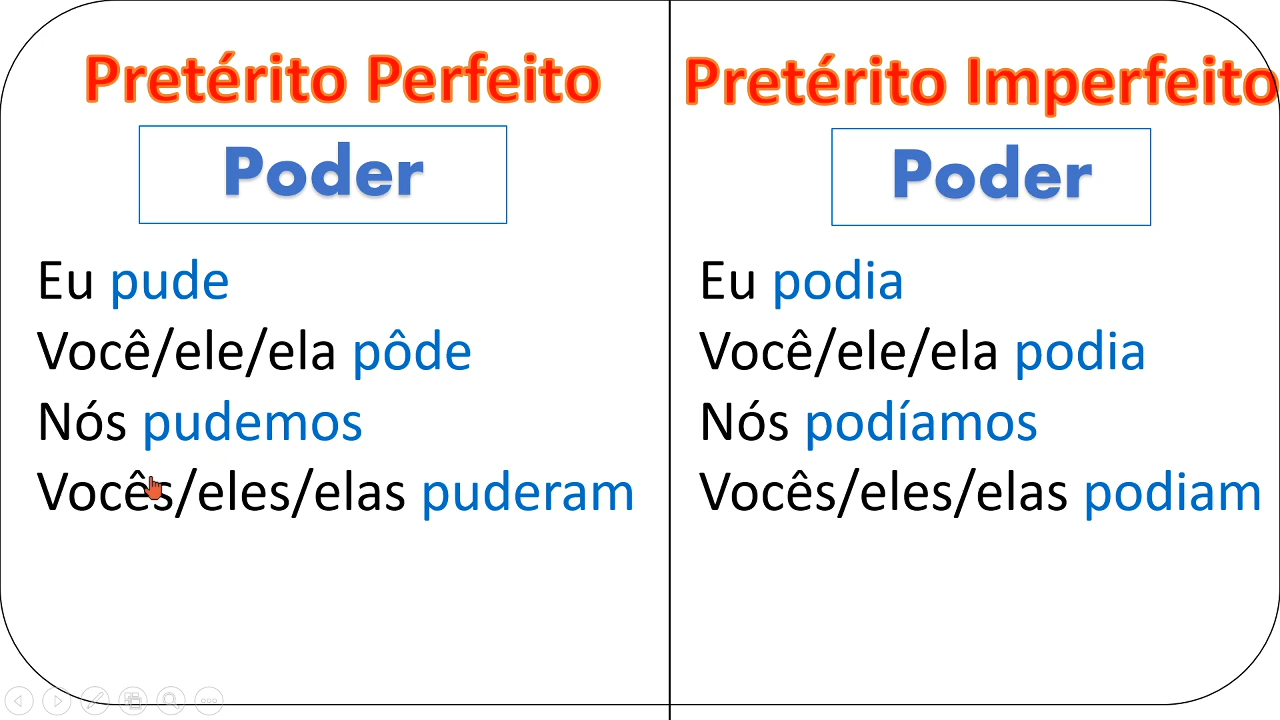 Pretérito Perfeito
Poder
Eu pude
Você/ele/ela pôde
Nós pudemos
Vocês/eles/elas puderam
Pretérito Imperfeito
Poder
Eu podia
Você/ele/ela podia
Nós podíamos
Vocês/eles/elas podiam